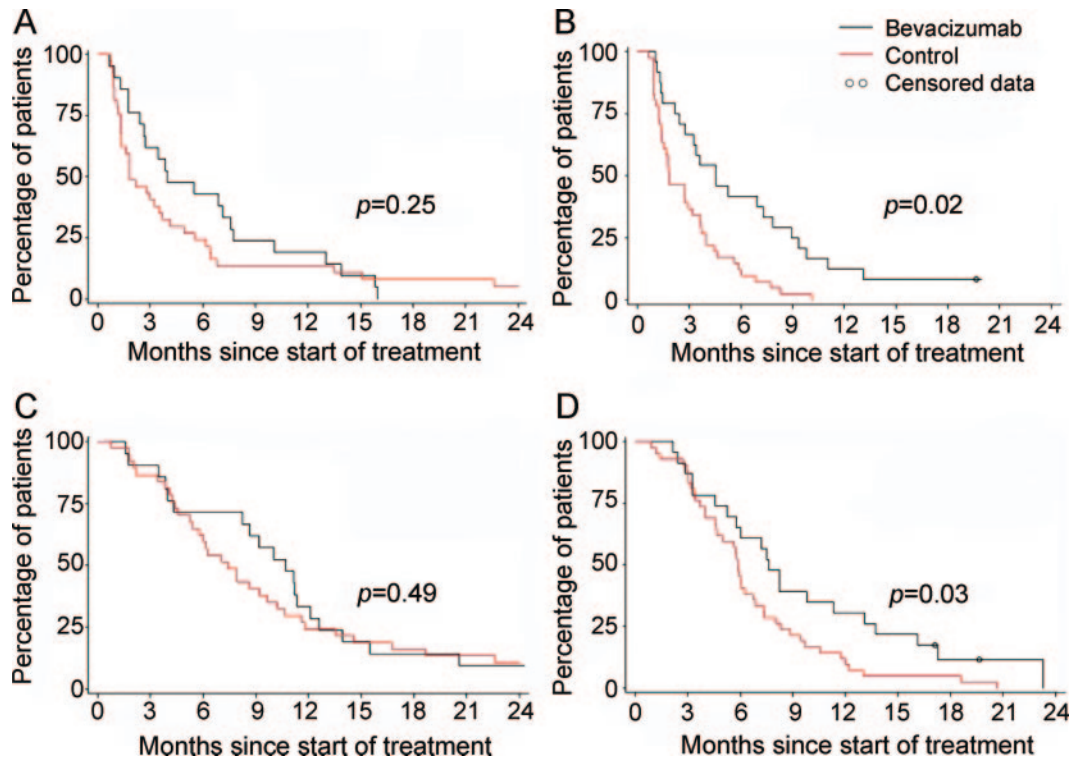 A
Percentage of patients
100
75
50
25
0
p=0.25
0 3 6 9 12 15 18 21 24
Months since start of treatment
B
Bevacizumab
Control
Censored data
Percentage of patients
100
75
50
25
0
p=0.02
0 3 6 9 12 15 18 21 24
Months since start of treatment
C
Percentage of patients
100
75
50
25
0
p=0.49
0 3 6 9 12 15 18 21 24
Months since start of treatment
D
Percentage of patients
100
75
50
25
0
p=0.03
0 3 6 9 12 15 18 21 24
Months since start of treatment